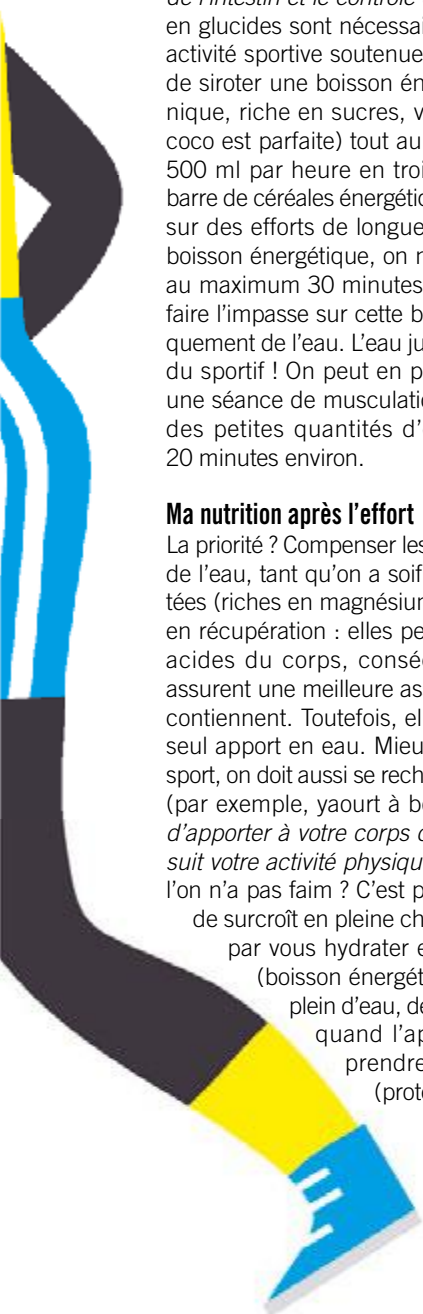 de l'intestin et le contrôle
en glucides sont nécessai
activité sportive soutenue
de siroter une boisson én
nique, riche en sucres, v
coco est parfaite) tout au
500 ml par heure en troi
barre de céréales énergétic
sur des efforts de longue
boisson énergétique, on n
au maximum 30 minutes
faire l'impasse sur cette b
quement de l'eau. L'eau ju
du sportif ! On peut en p
une séance de musculatio
des petites quantités d'
20 minutes environ.
Ma nutrition après l'effort
La priorité ? Compenser les
de l'eau, tant qu'on a soif
tées (riches en magnésiun
en récupération : elles pe
acides du corps, consé
assurent une meilleure as
contiennent. Toutefois, el
seul apport en eau. Mieu
sport, on doit aussi se rech
(par exemple, yaourt à b
d'apporter à votre corps c
suit votre activité physiqu
l'on n'a pas faim ? C'est p
de surcroît en pleine ch
par vous hydrater e
(boisson énergét
plein d'eau, de
quand l'ap
prendre
(prote